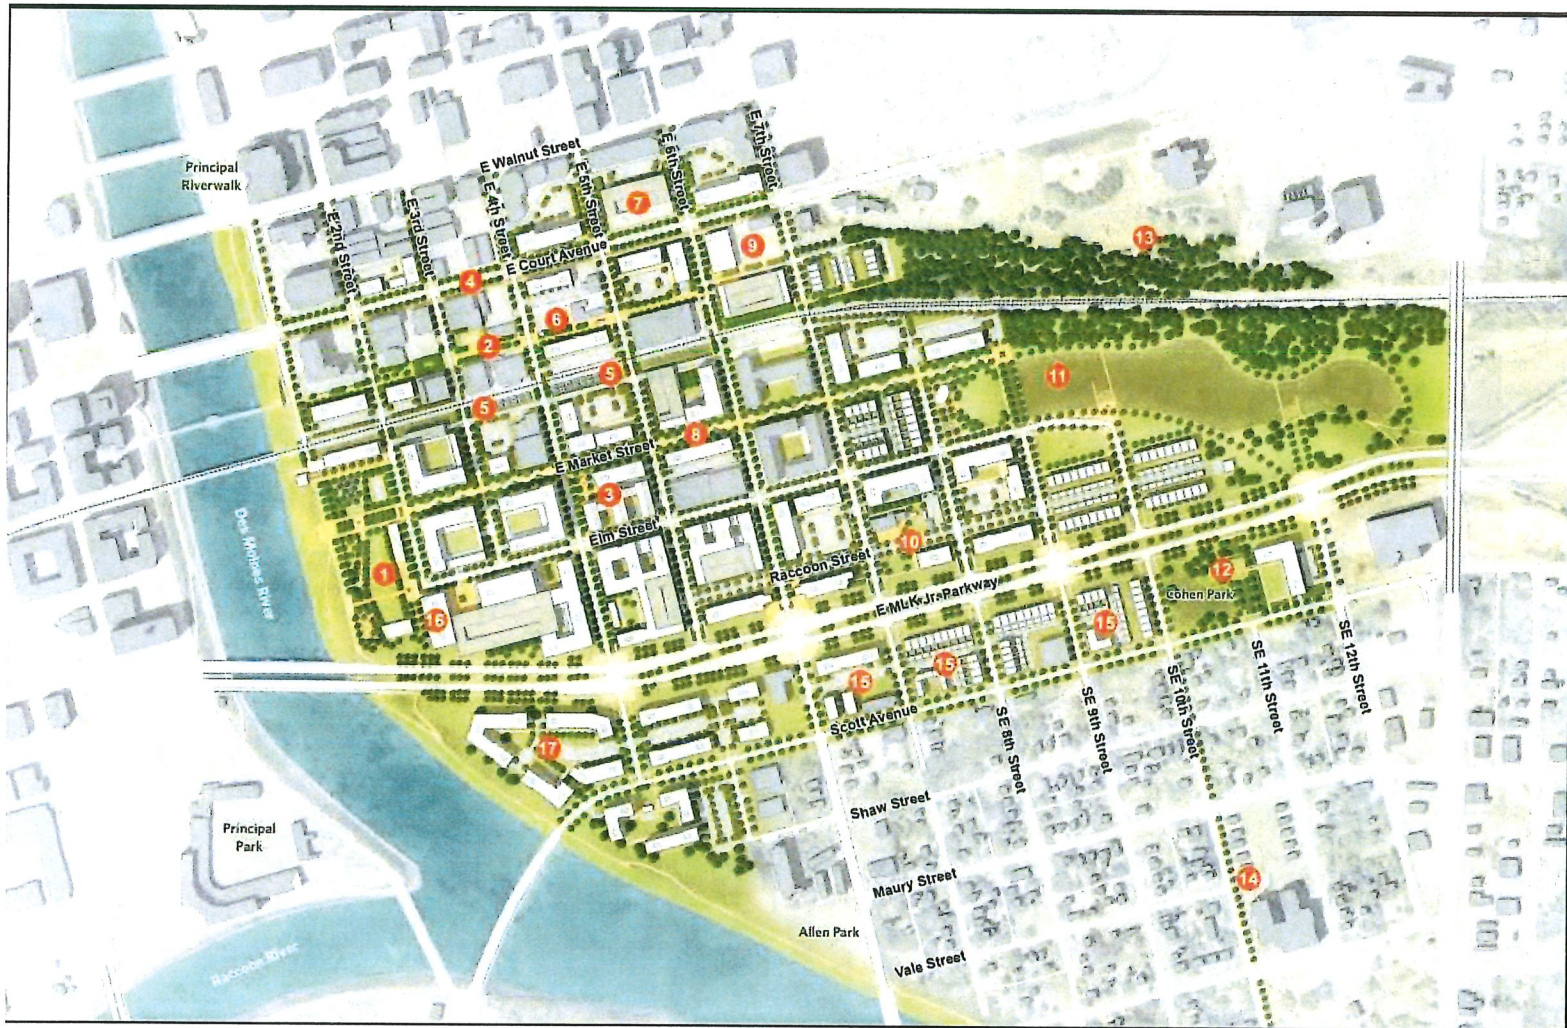 E 7th Street
E 6th Street
E Walnut Street
Principal
Riverwalk
E 5th Street
E 4th Street
7
E 3rd Street
E 2nd Street
13
9
E Court Avenue
4
6
2
5
11
5
8
E Market Street
3
Elm Street
10
Des Moines River
Raccoon Street
12
1
E M.K. Jr. Parkway
Cohen Park
16
15
SE 12th Street
15
SE 11th Street
15
SE 10th Street
SE 9th Street
Scott Avenue
SE 8th Street
17
Shaw Street
Principal
Park
Maury Street
14
Allen Park
Vale Street
Raccoon River